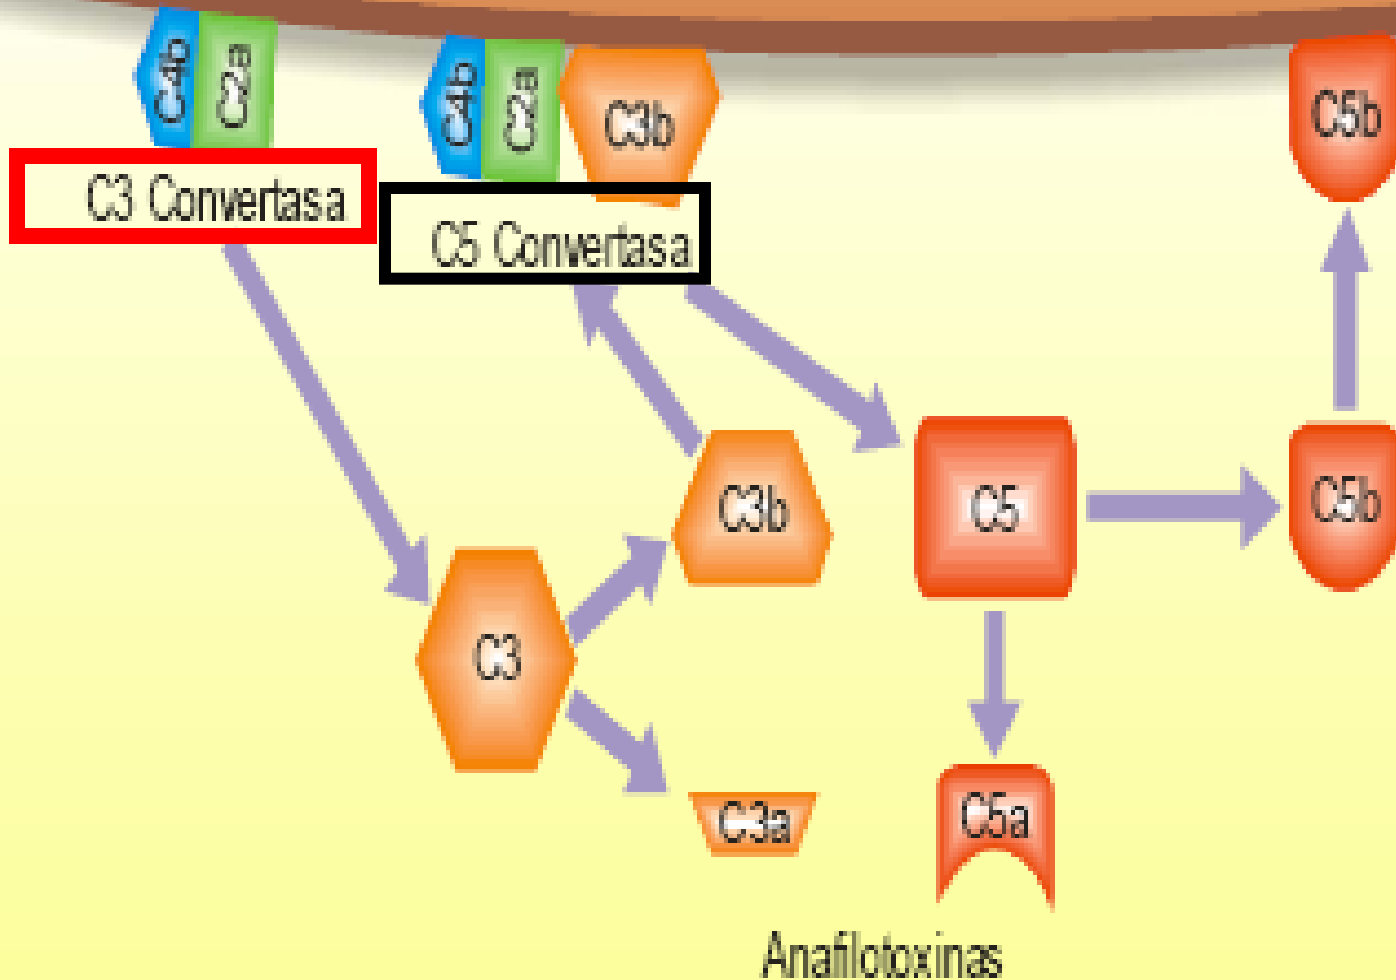 C4b
C2a
C4b
C2a
C3b
C5b
C3 Convertasa
C5 Convertasa
C3b
C5
C5b
C3
C3a
C5a
Anafilotoxinas